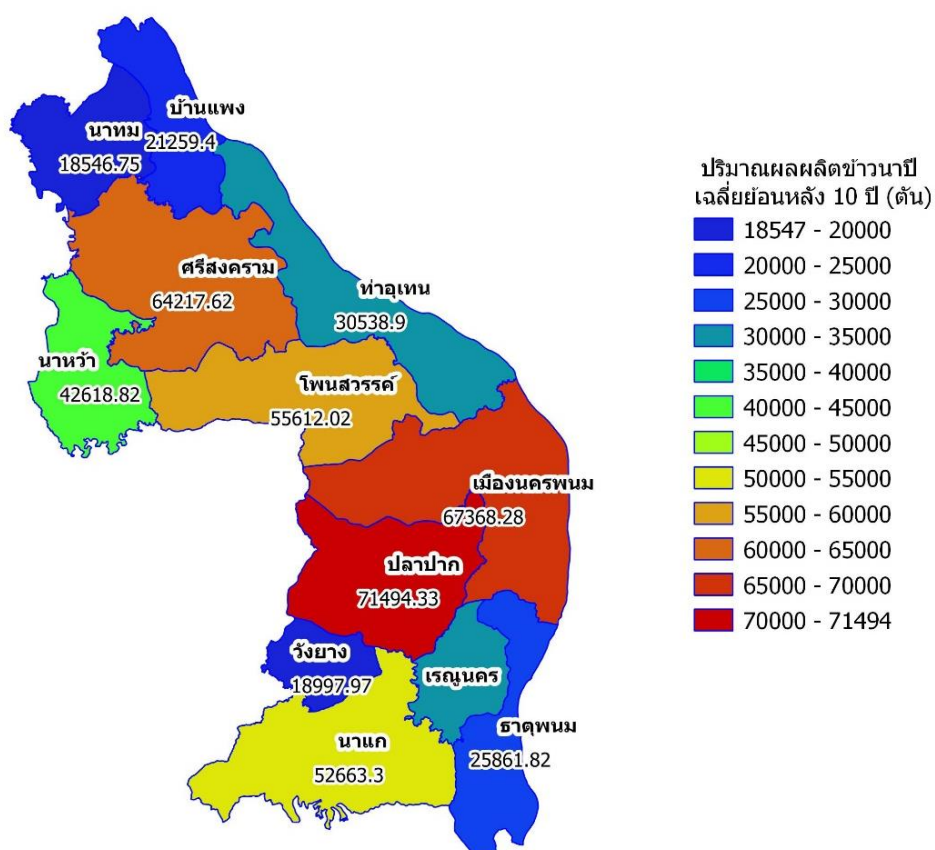 บ้านแพง
21259.4
นาทม
18546.75
ศรีสงคราม
64217.62
ท่าอุเทน
30538.9
นาหว้า
42618.82
โพนสวรรค์
55612.02
เมืองนครพนม
67368.28
ปลาปาก
71494.33
วังยาง
18997.97
เรณูนคร
นาแก
52663.3
ธาตุพนม
25861.82
ปริมาณผลผลิตข้าวนาปี
เฉลี่ยย้อนหลัง 10 ปี (ตัน)
18547 - 20000
20000 - 25000
25000 - 30000
30000 - 35000
35000 - 40000
40000 - 45000
45000 - 50000
50000 - 55000
55000 - 60000
60000 - 65000
65000 - 70000
70000 - 71494